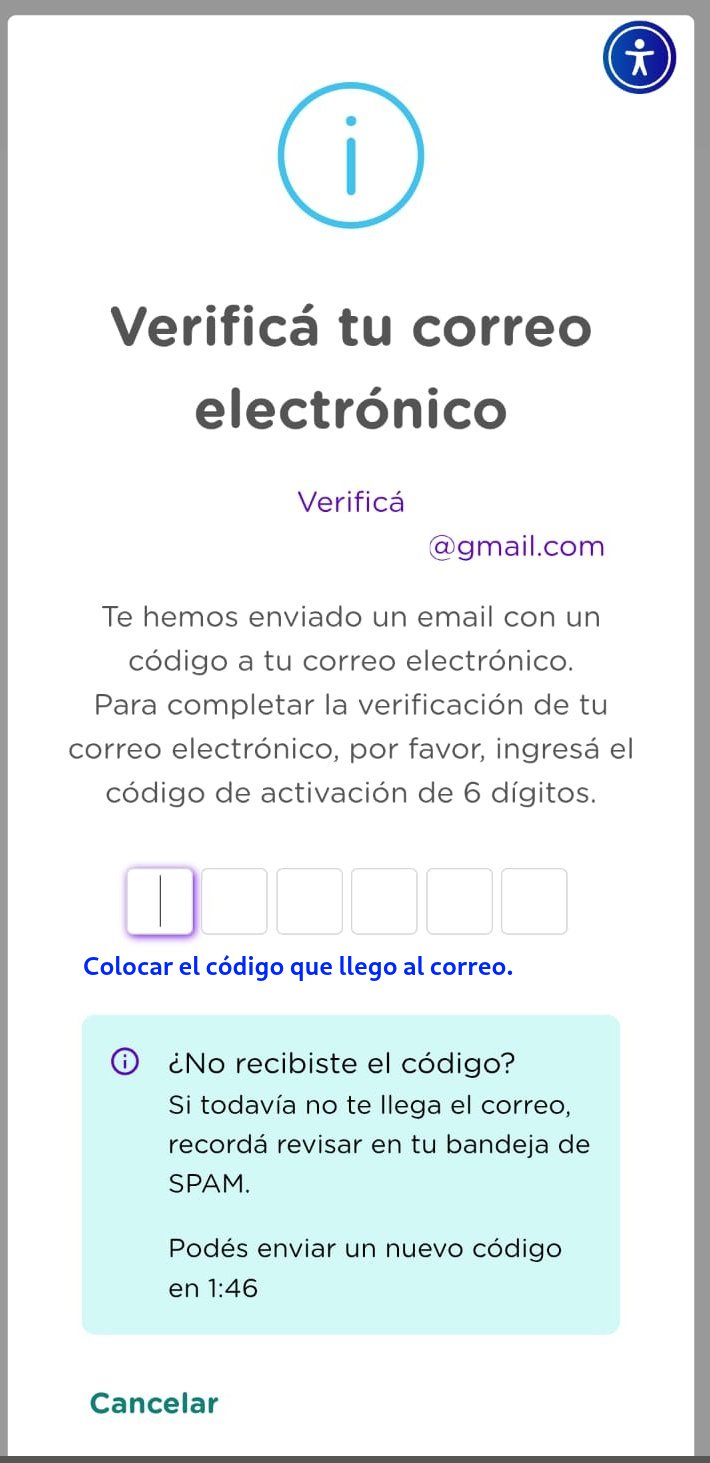 Verificá tu correo
electrónico
Verificá
@gmail.com
Te hemos enviado un email con un
código a tu correo electrónico.
Para completar la verificación de tu
correo electrónico, por favor, ingresá el
código de activación de 6 dígitos.
Colocar el código que llego al correo.
¿No recibiste el código?
Si todavía no te llega el correo,
recordá revisar en tu bandeja de
SPAM.
Podés enviar un nuevo código
en 1:46
Cancelar